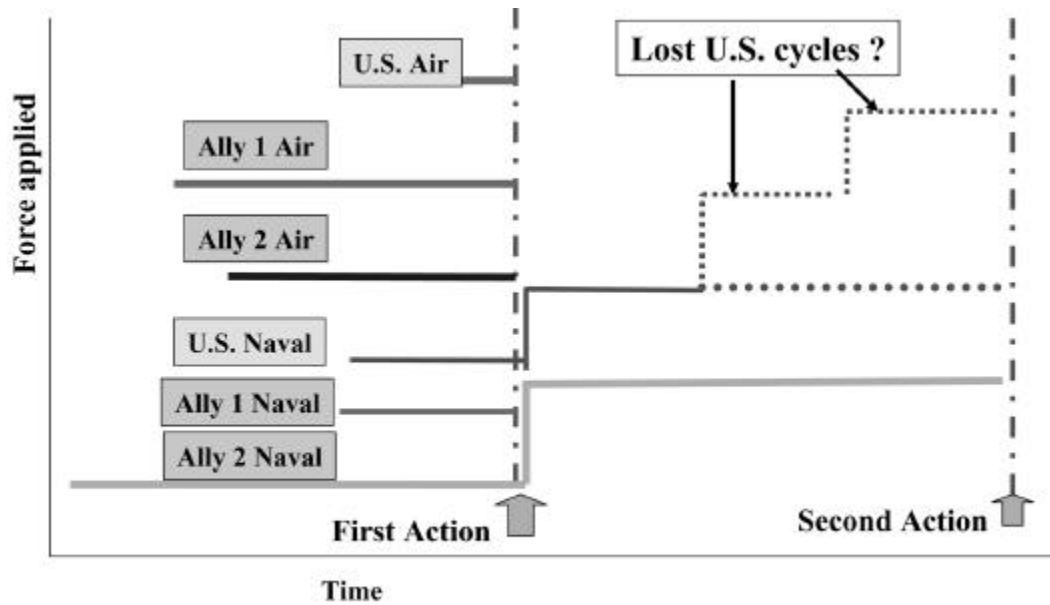 U.S. Air
Lost U.S. cycles ?
Ally 1 Air
Force applied
Ally 2 Air
U.S. Naval
Ally 1 Naval
Ally 2 Naval
First Action
Second Action
Time